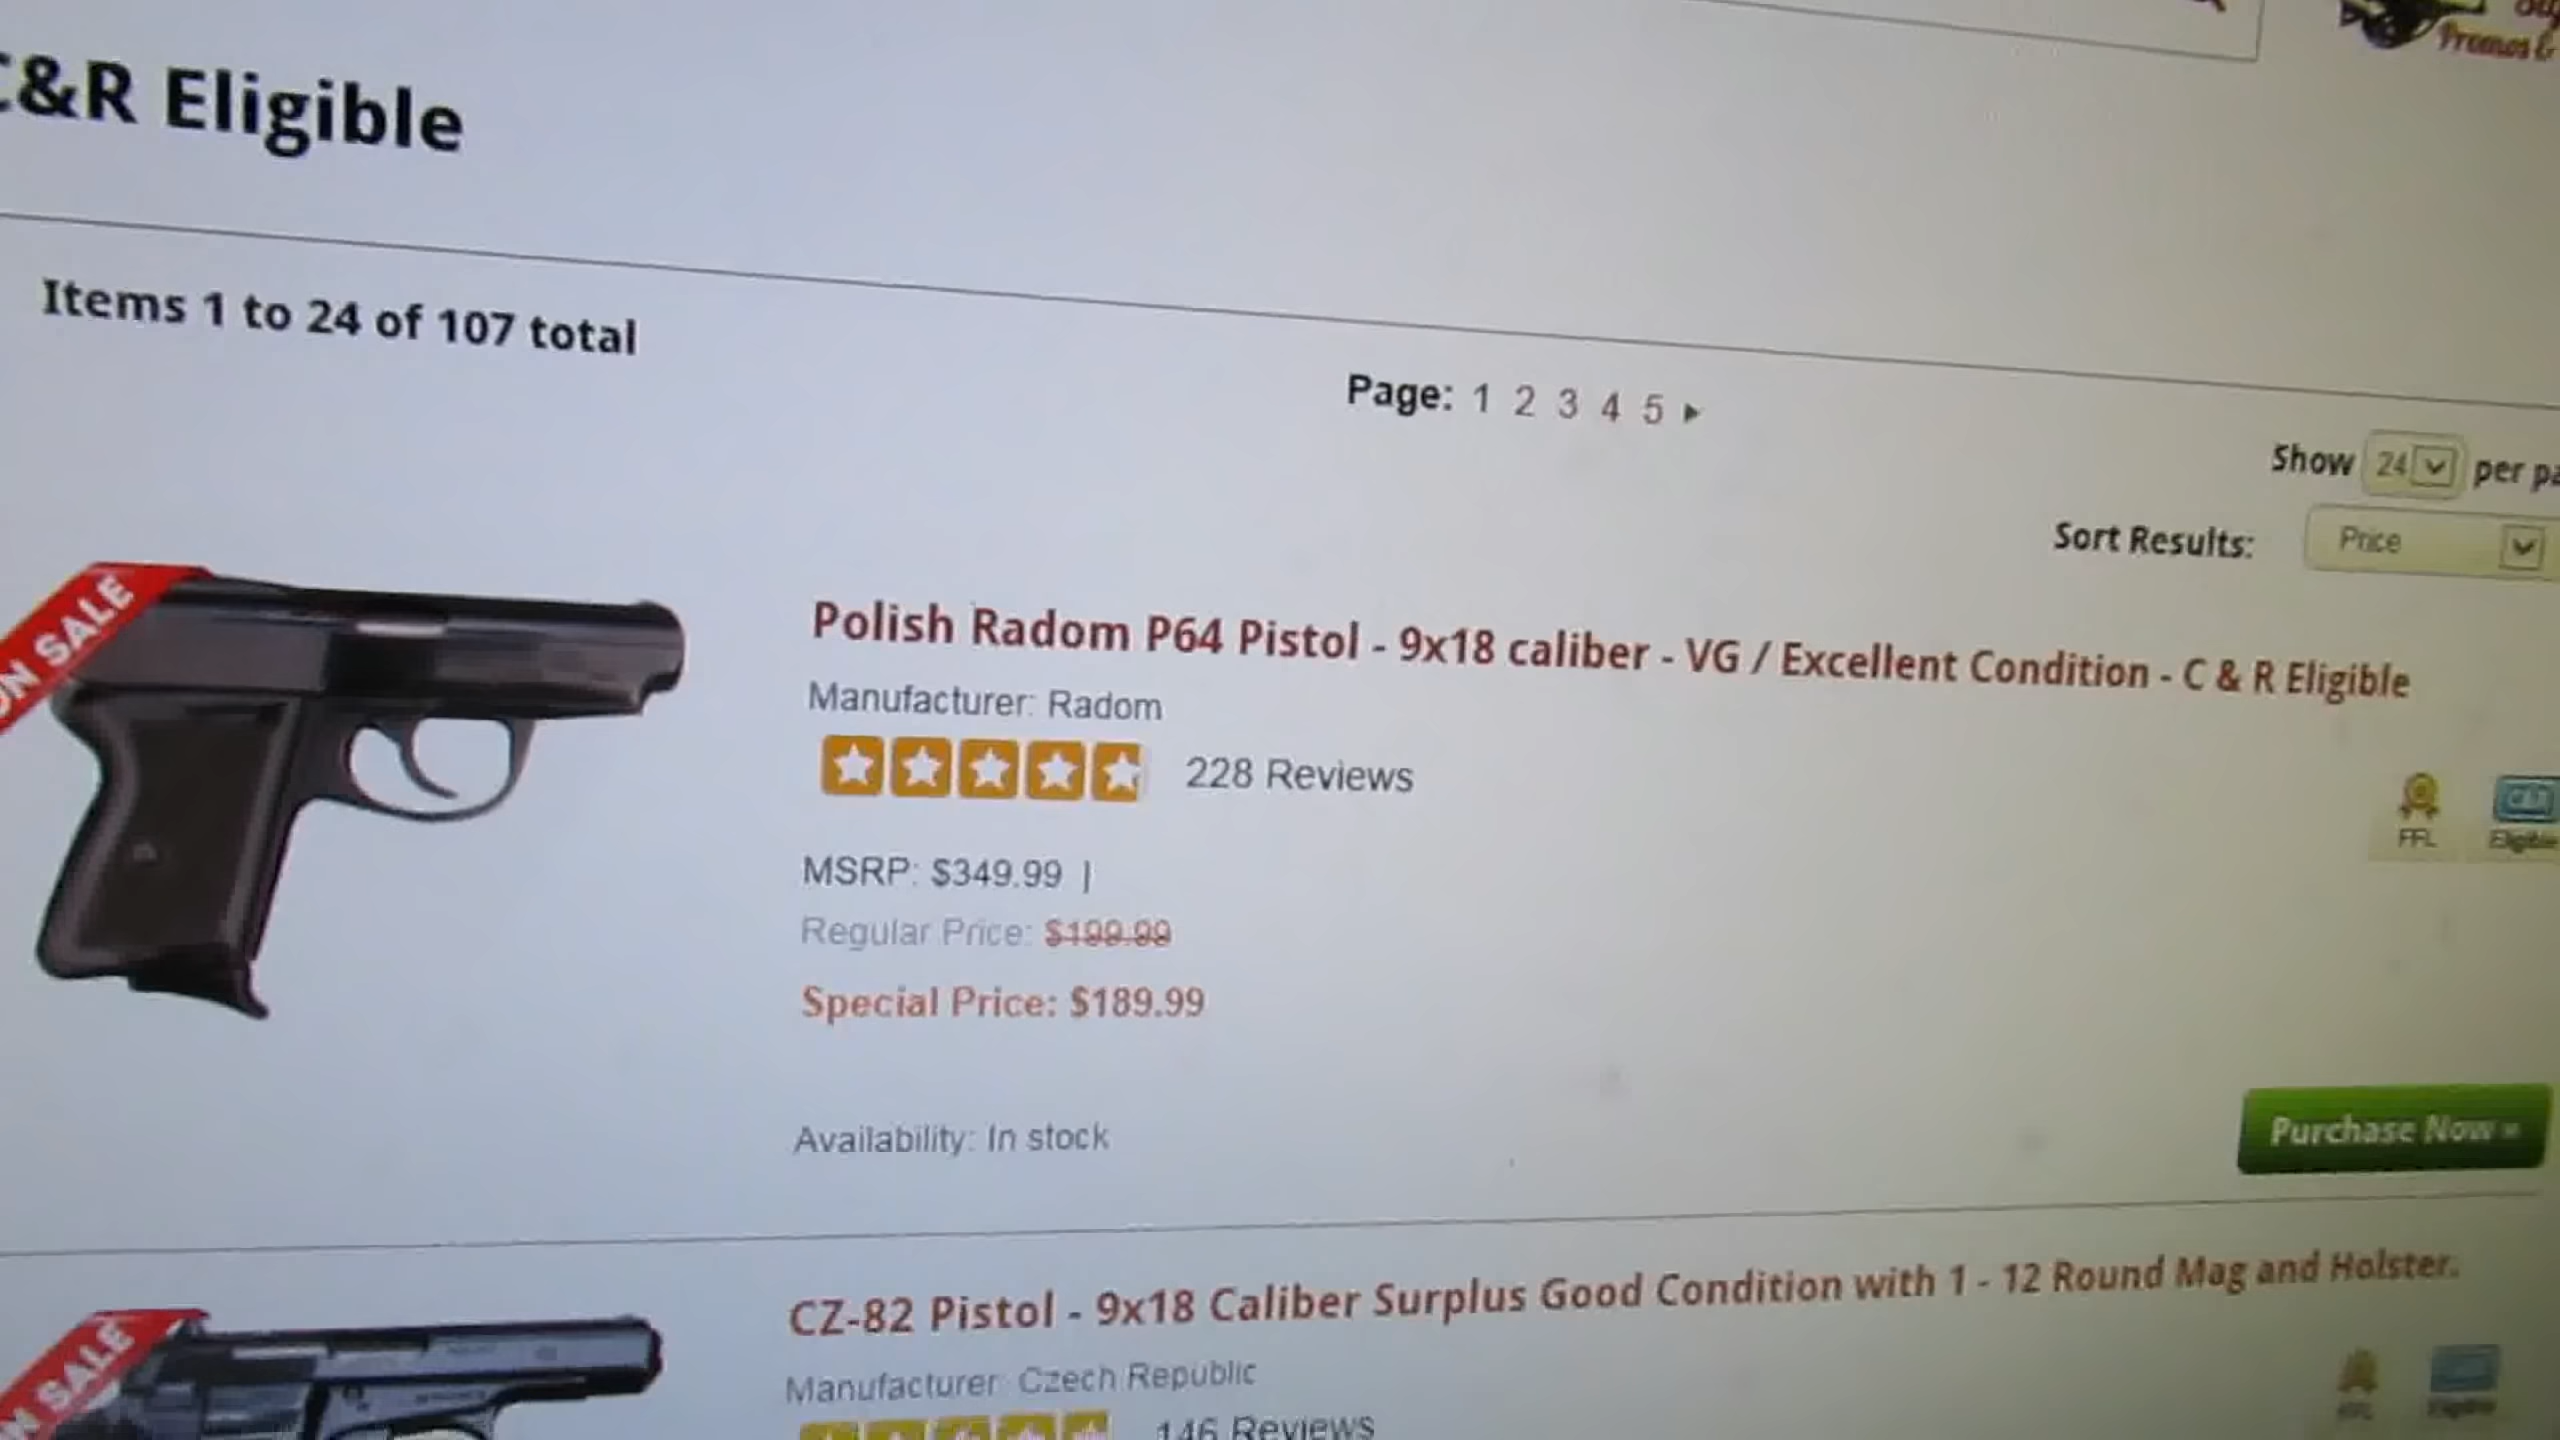 &R Eligible
Items 1 to 24 of 107 total
Page: 1 2 3 4 5
Show 24 per
Sort Results: Price
ON SALE
Polish Radom P64 Pistol - 9x18 caliber - VG / Excellent Condition - C & R Eligible
Manufacturer: Radom
228 Reviews
FFL
Eligible
MSRP: $349.99 |
Regular Price: $199.99
Special Price: $189.99
Availability: In stock
Purchase Now »
SALE
CZ-82 Pistol - 9x18 Caliber Surplus Good Condition with 1 - 12 Round Mag and Holster.
Manufacturer: Czech Republic
146 Reviews